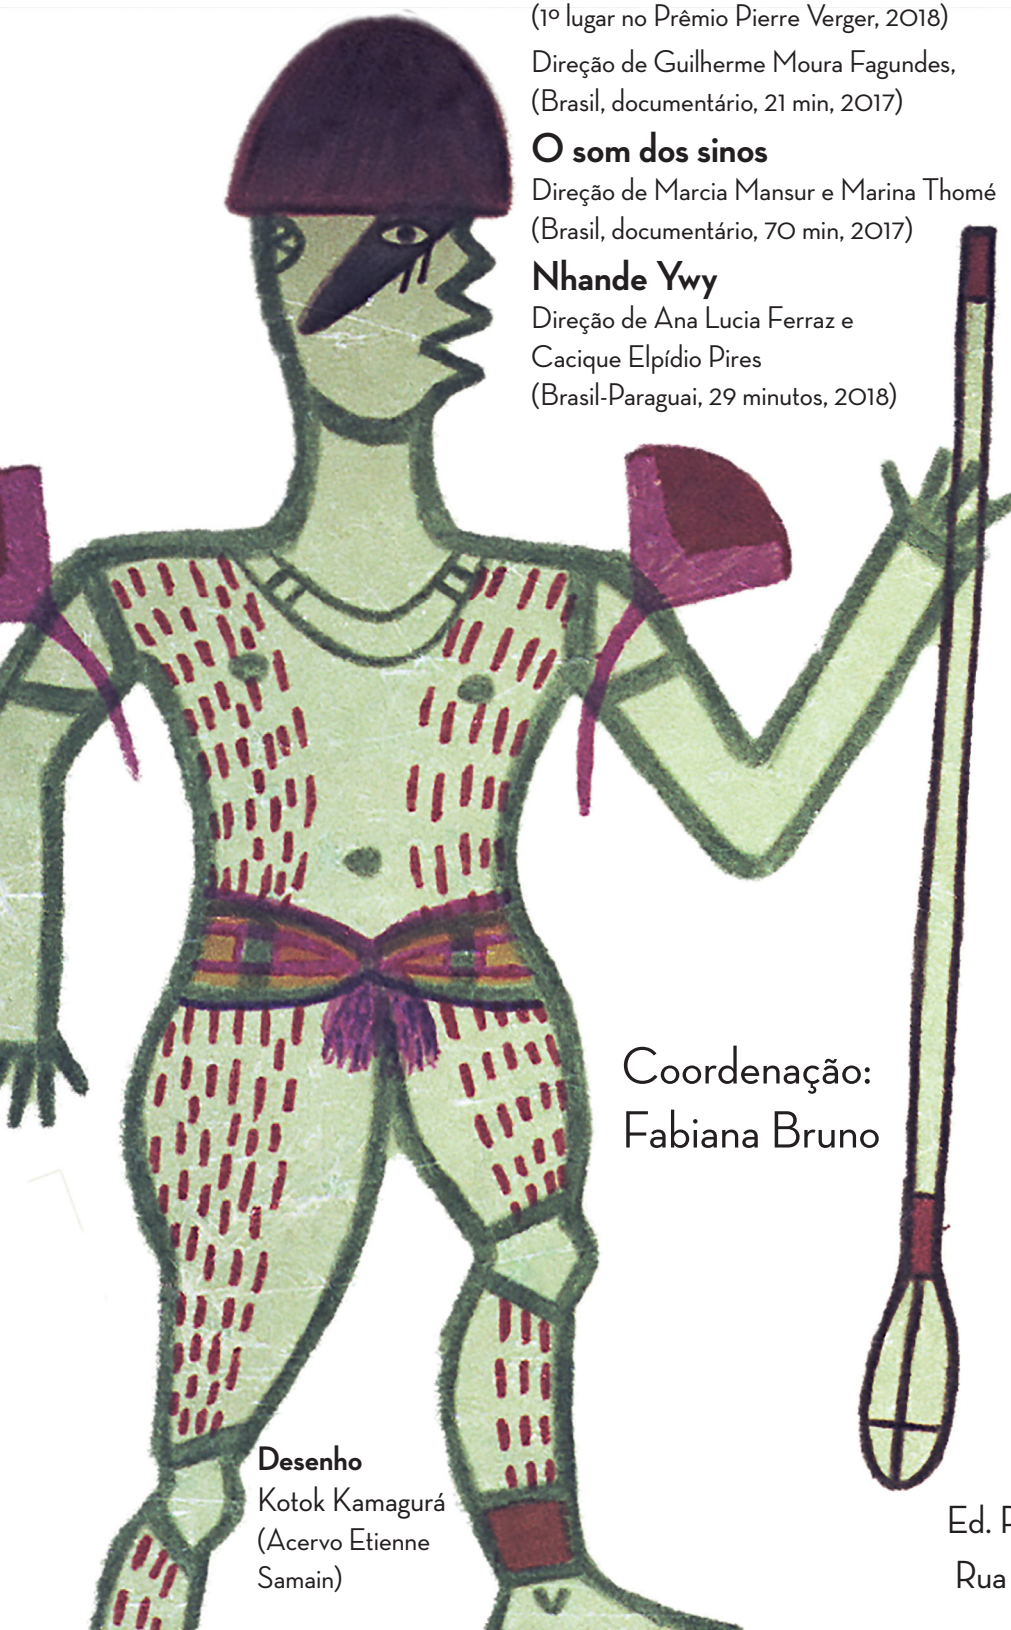 (1º lugar no Prêmio Pierre Verger, 2018)
Direção de Guilherme Moura Fagundes,
(Brasil, documentário, 21 min, 2017)
O som dos sinos
Direção de Marcia Mansur e Marina Thomé
(Brasil, documentário, 70 min, 2017)
Nhande Ywy
Direção de Ana Lucia Ferraz e
Cacique Elpídio Pires
(Brasil-Paraguai, 29 minutos, 2018)
Coordenação:
Fabiana Bruno
Desenho
Kotok Kamagurá
(Acervo Etienne
Samain)
Ed.
Rua